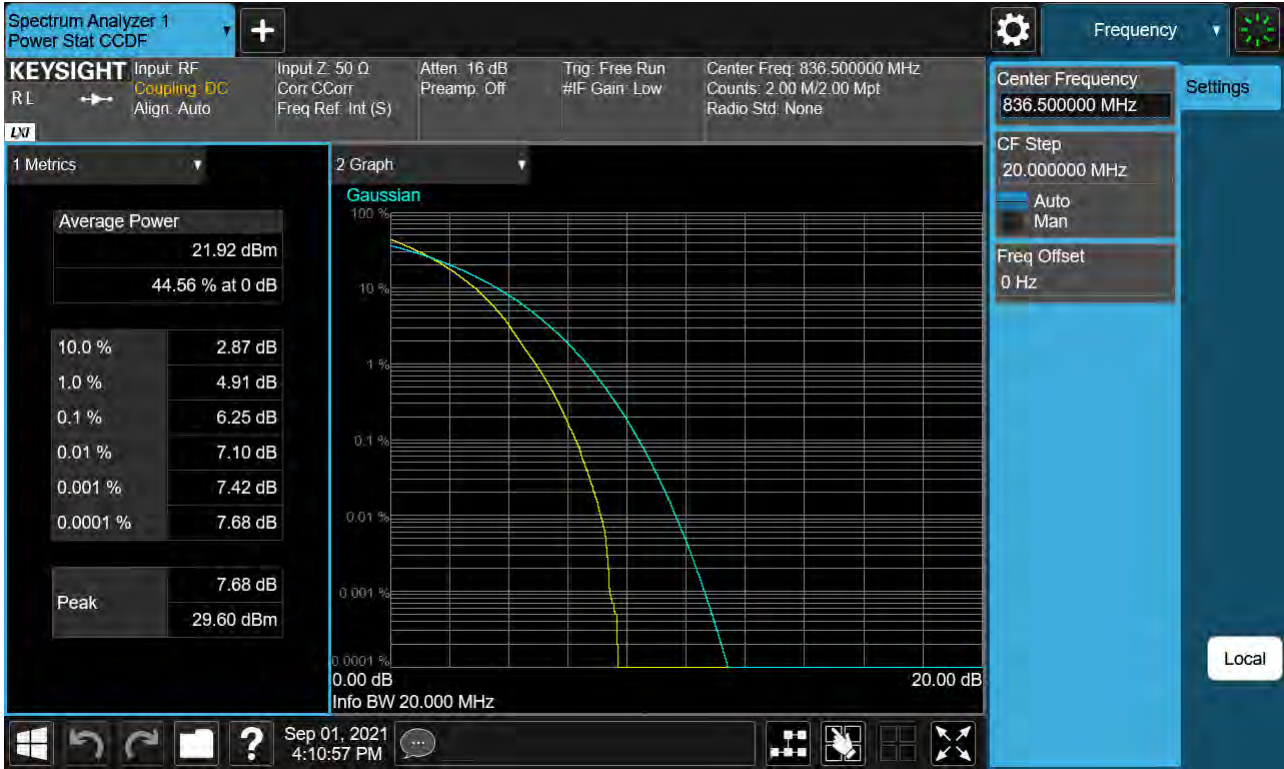 Spectrum Analyzer 1
Power Stat CCDF
Frequency
KEYSIGHT
R L
LXI
Input: RF
Coupling: DC
Align: Auto
Input Z: 50 Ω
Corr CCorr
Freq Ref: Int (S)
Atten: 16 dB
Preamp: Off
Trig: Free Run
#IF Gain: Low
Center Freq: 836.500000 MHz
Counts: 2.00 M/2.00 Mpt
Radio Std: None
Center Frequency
836.500000 MHz
Settings
CF Step
20.000000 MHz
Auto
Man
Freq Offset
0 Hz
1 Metrics
Average Power
21.92 dBm
44.56 % at 0 dB
10.0 % 2.87 dB
1.0 % 4.91 dB
0.1 % 6.25 dB
0.01 % 7.10 dB
0.001 % 7.42 dB
0.0001 % 7.68 dB
Peak
7.68 dB
29.60 dBm
2 Graph
Gaussian
100 %
10 %
1 %
0.1 %
0.01 %
0.001 %
0.0001 %
0.00 dB 20.00 dB
Info BW 20.000 MHz
Local
?
Sep 01, 2021
4:10:57 PM